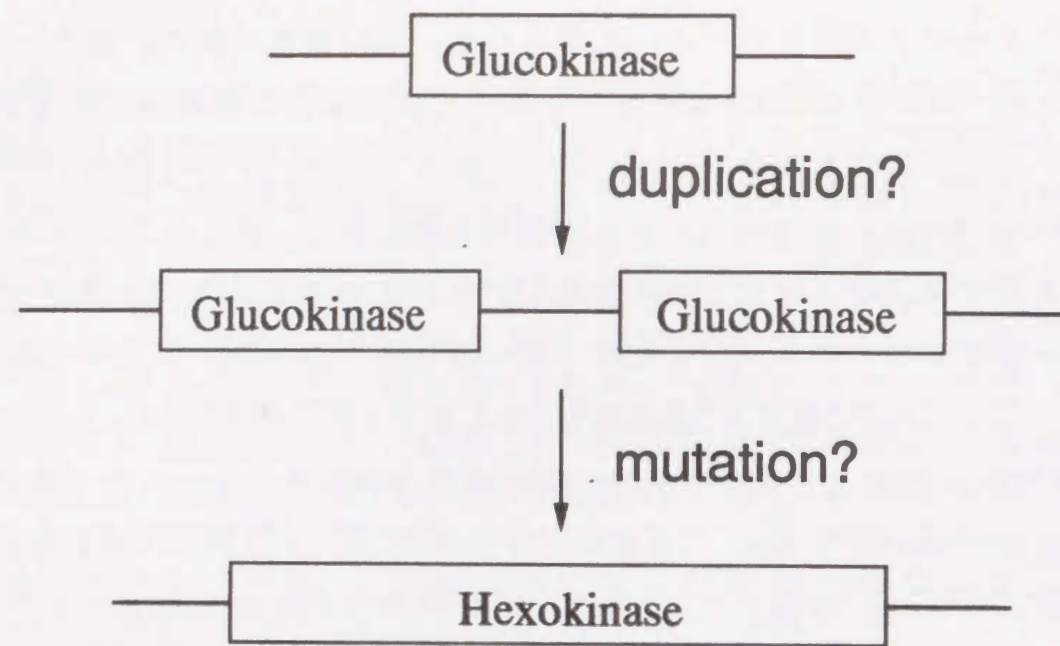 Glucokinase
duplication?
Glucokinase Glucokinase
mutation?
Hexokinase